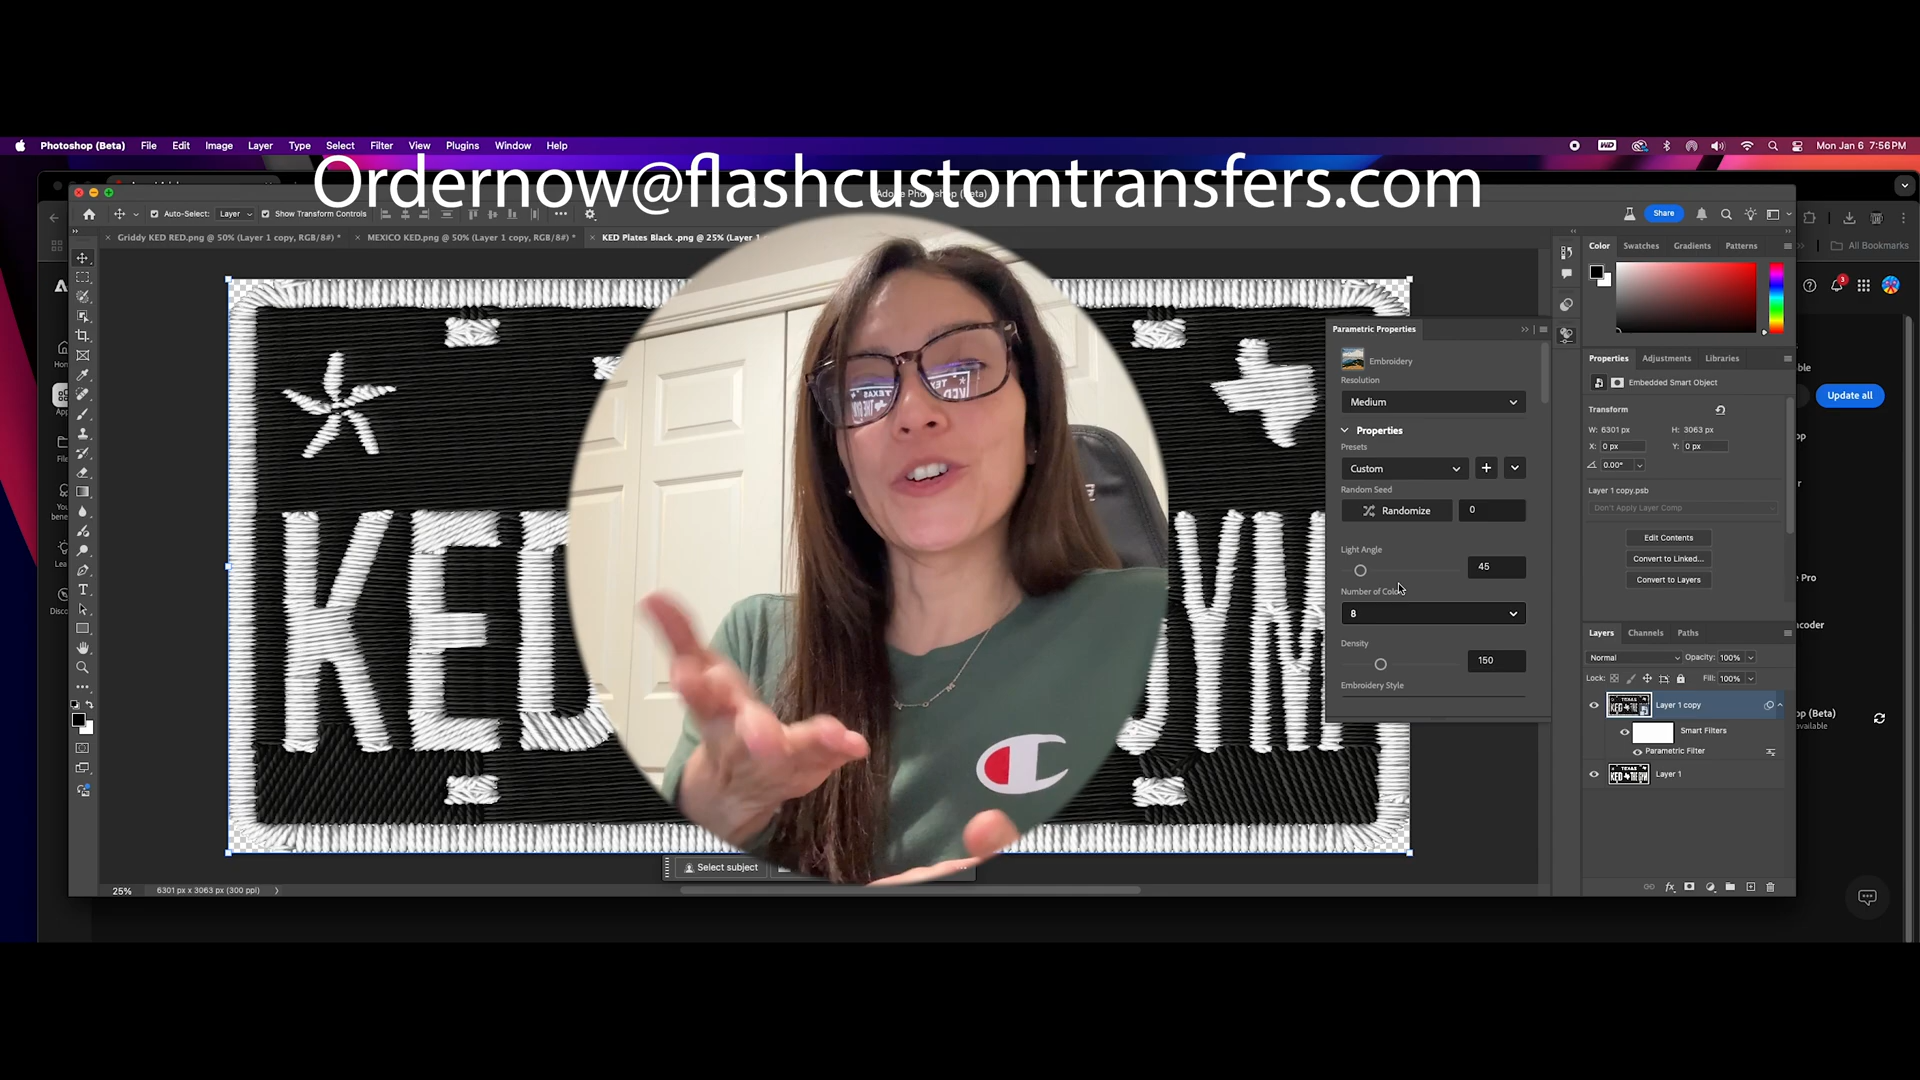 Photoshop (Beta) File Edit Image Layer Type Select Filter View Plugins Window Help
Mon Jan 6 7:56 PM
Ordernow@flashcustomtransfers.com
Auto-Select: Layer Show Transform Controls
Share
Griddy KED RED.png @ 50% (Layer 1 copy, RGB/8#) *
MEXICO KED.png @ 50% (Layer 1 copy, RGB/8#) *
KED Plates Black .png @ 25% (Layer 1
Color Swatches Gradients Patterns
All Bookmarks
3
Parametric Properties
Embroidery
Resolution
Medium
Properties
Presets
Custom
Random Seed
Randomize 0
Light Angle
45
8
Density
150
Embroidery Style
Properties Adjustments Libraries
Embedded Smart Object
Transform
W: 6301 px H: 3063 px
X: 0 px Y: 0 px
0.00°
Layer 1 copy.psb
Don't Apply Layer Comp
Edit Contents
Convert to Linked...
Convert to Layers
Update all
Layers Channels Paths
Normal Opacity: 100%
Lock: Fill: 100%
Layer 1 copy
Smart Filters
Parametric Filter
Layer 1
KED
YM
TEXAS
KED
C
Select subject
25% 6301 px x 3063 px (300 ppi)